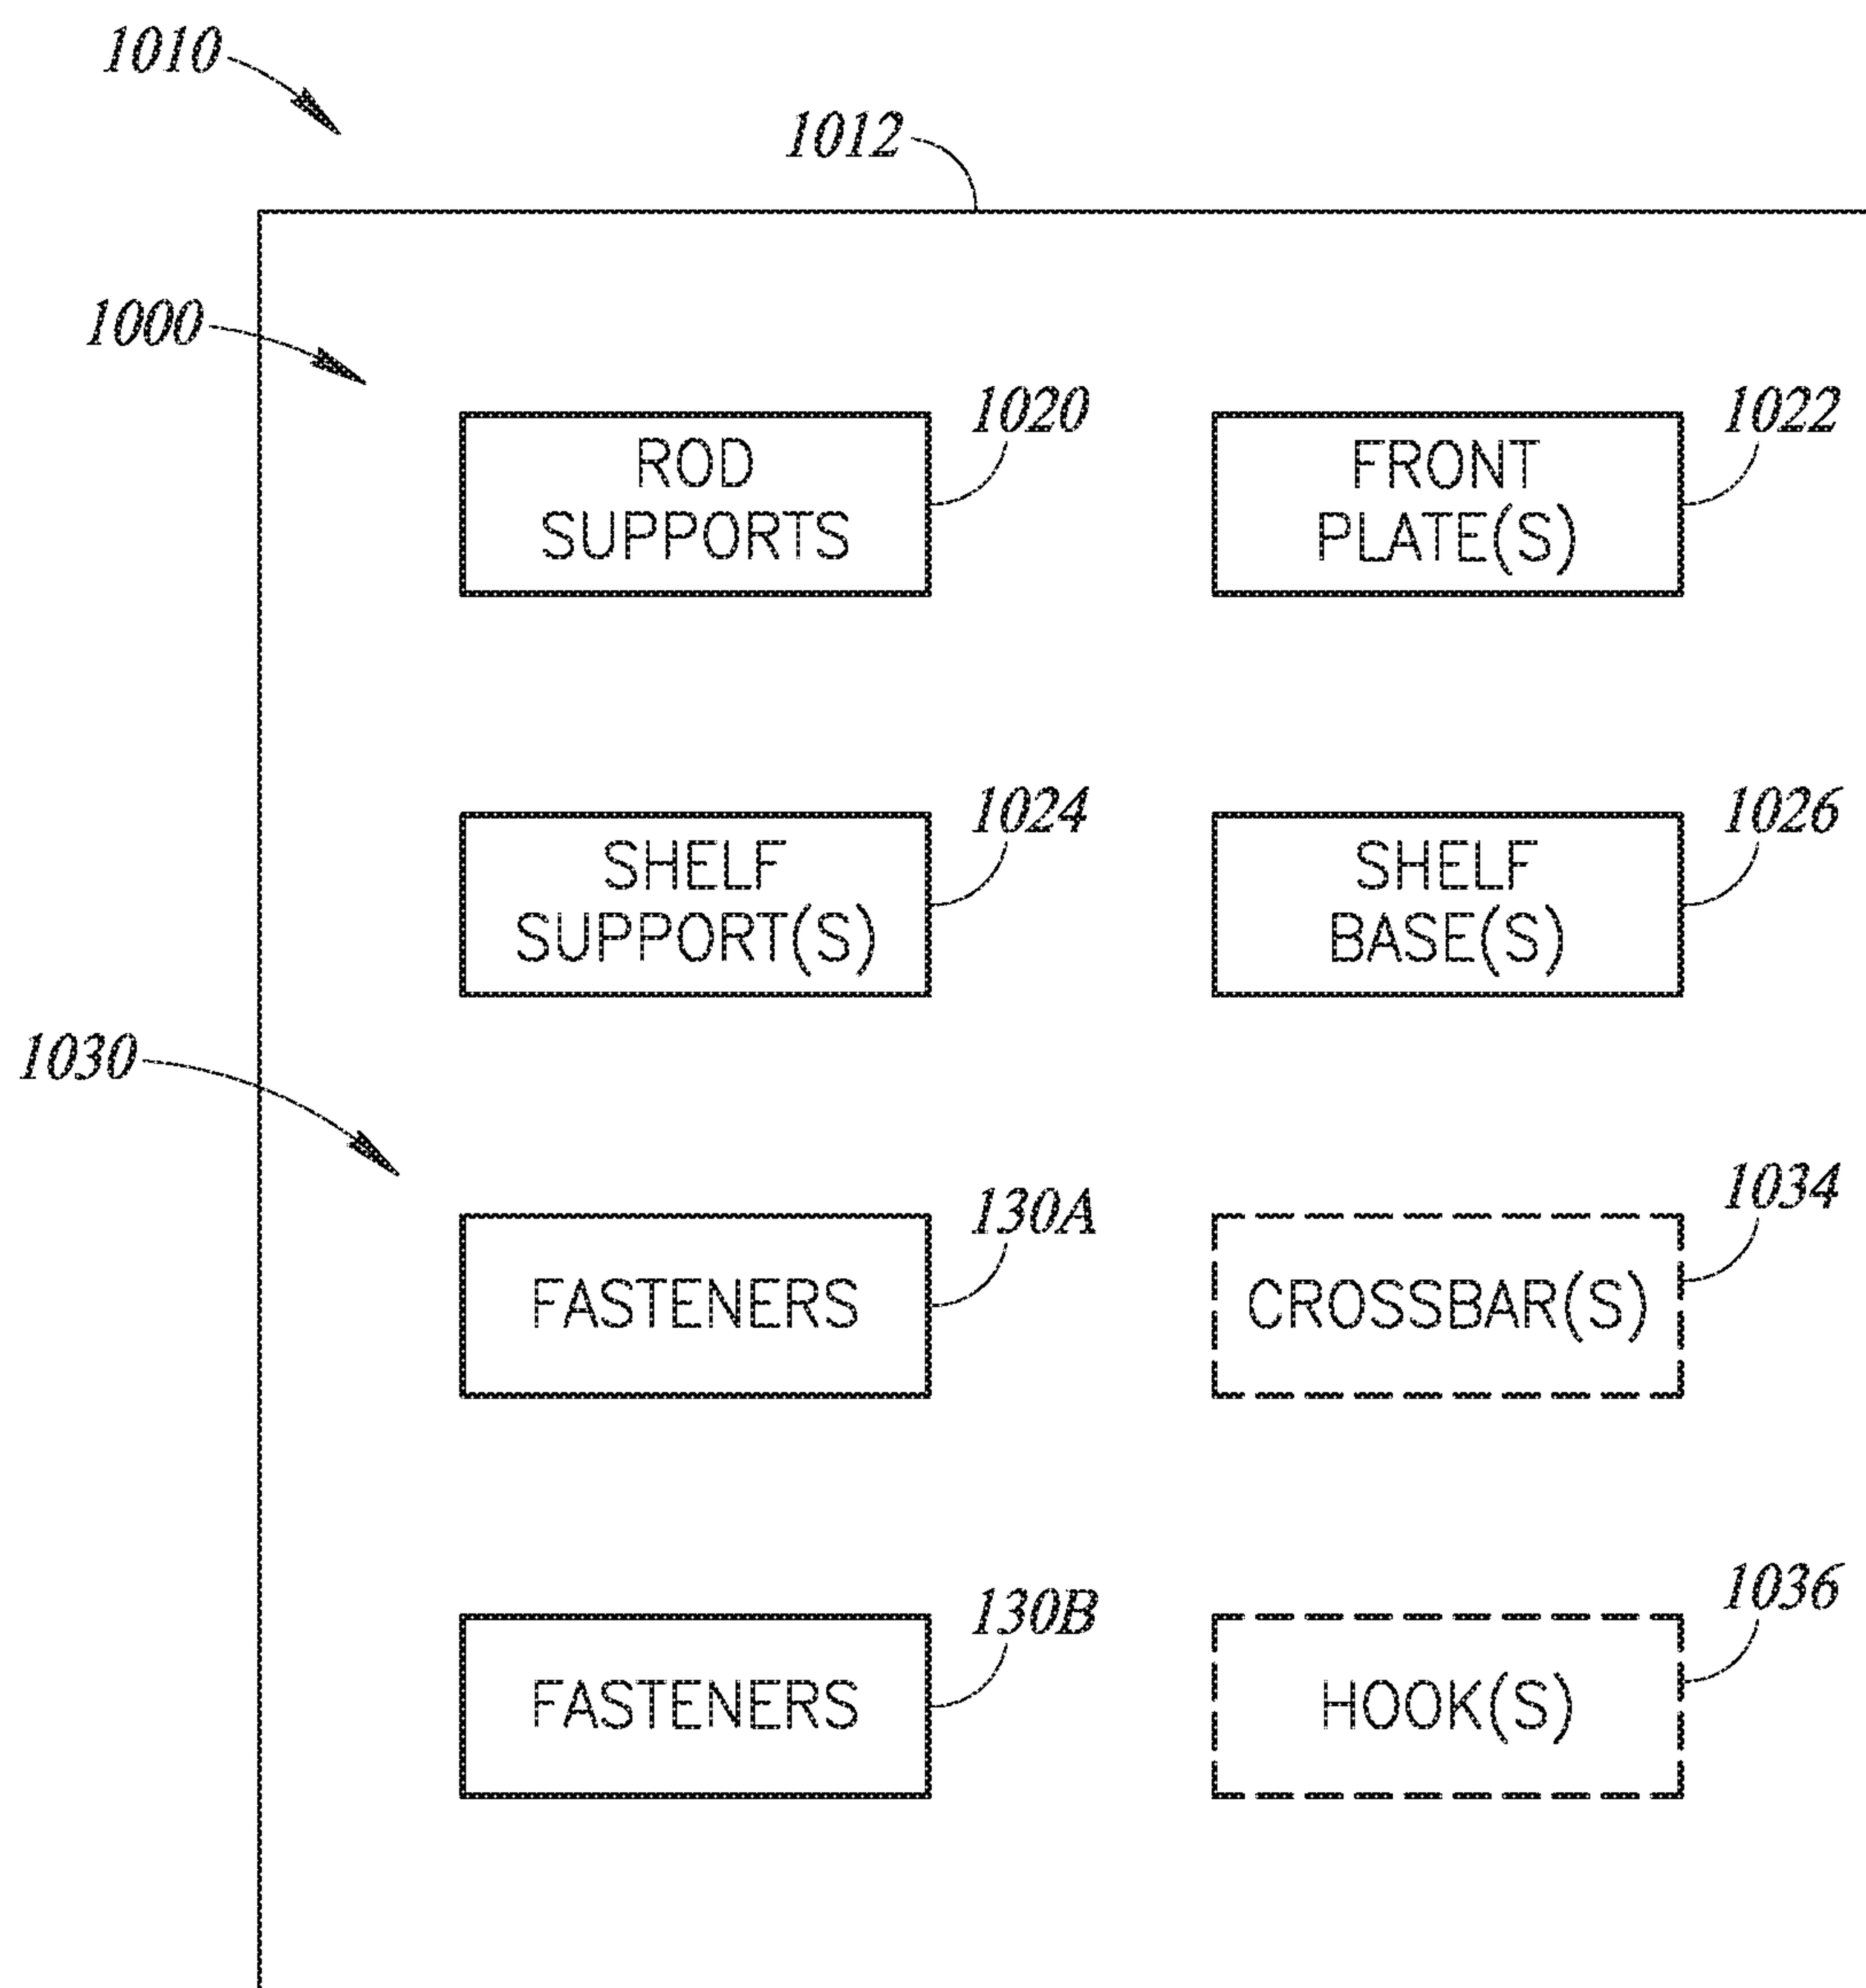 1010
1012
1000
ROD
SUPPORTS
1020
FRONT
PLATE(S)
1022
SHELF
SUPPORT(S)
1024
SHELF
BASE(S)
1026
1030
FASTENERS
130A
CROSSBAR(S)
1034
FASTENERS
130B
HOOK(S)
1036